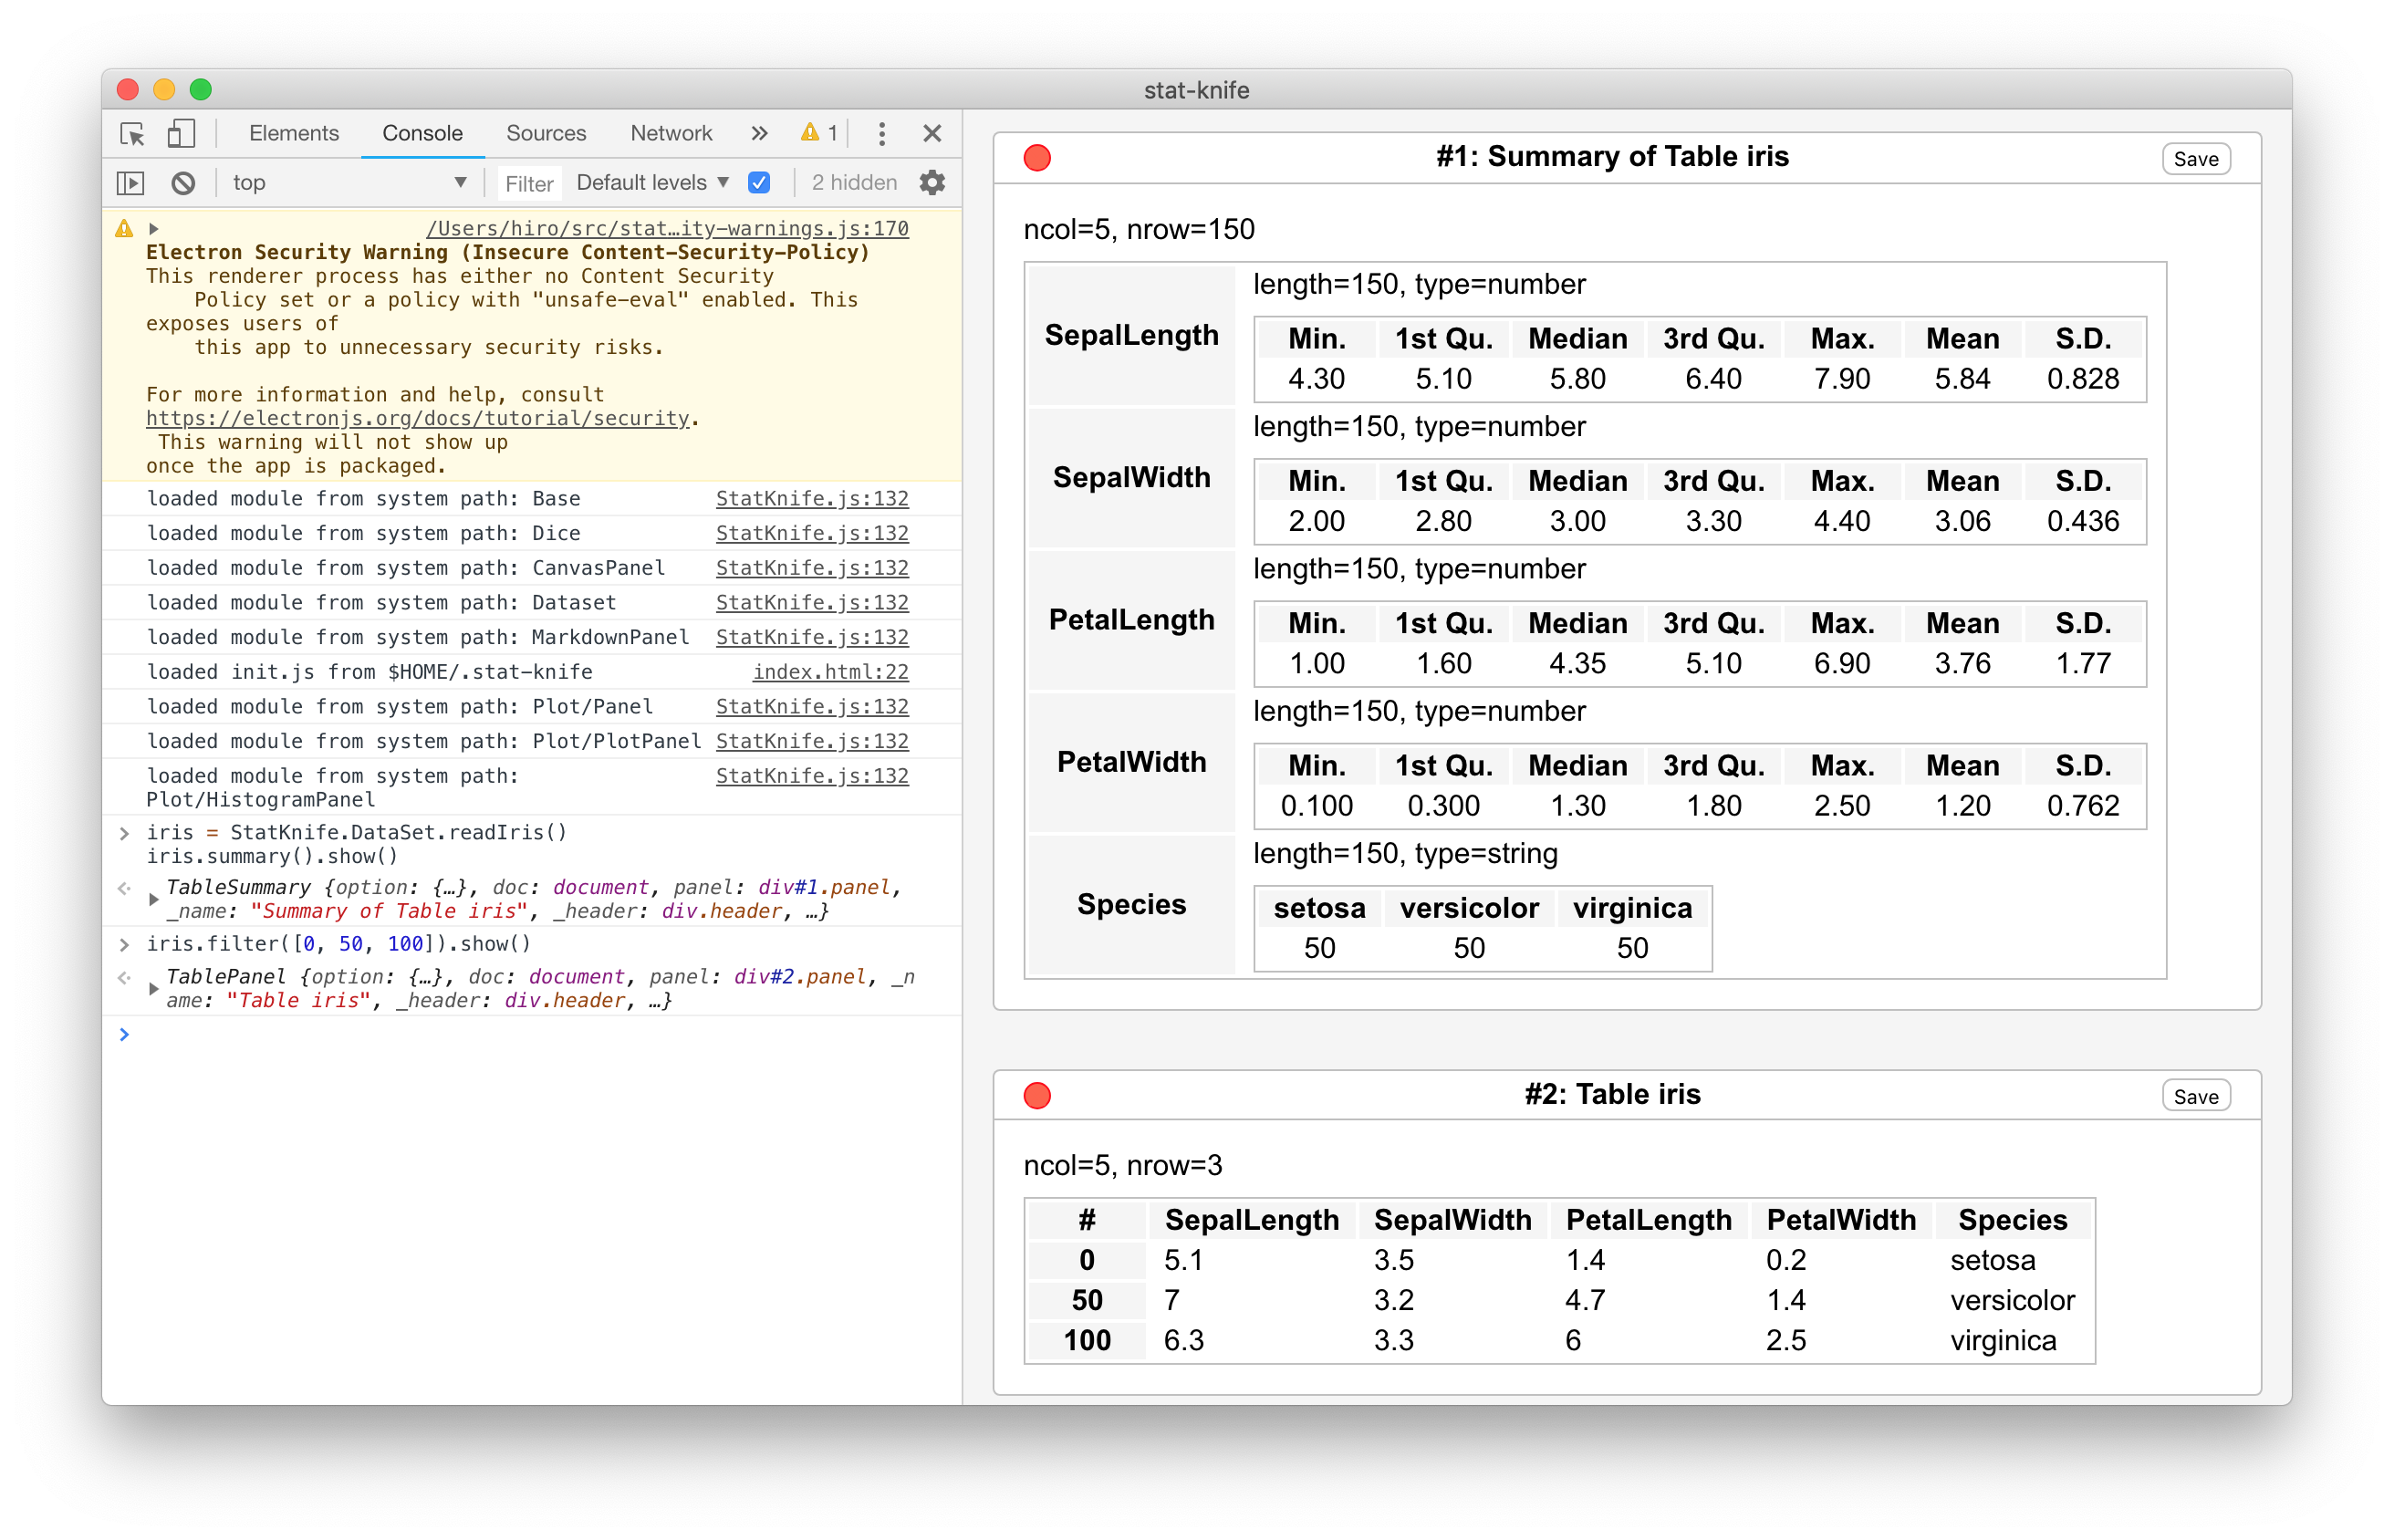 stat-knife
Elements Console Sources Network » 1
top Filter Default levels 2 hidden
/Users/hiro/src/stat…ity-warnings.js:170
Electron Security Warning (Insecure Content-Security-Policy)
This renderer process has either no Content Security
Policy set or a policy with "unsafe-eval" enabled. This
exposes users of
this app to unnecessary security risks.
For more information and help, consult
https://electronjs.org/docs/tutorial/security.
This warning will not show up
once the app is packaged.
loaded module from system path: Base StatKnife.js:132
loaded module from system path: Dice StatKnife.js:132
loaded module from system path: CanvasPanel StatKnife.js:132
loaded module from system path: Dataset StatKnife.js:132
loaded module from system path: MarkdownPanel StatKnife.js:132
loaded init.js from $HOME/.stat-knife index.html:22
loaded module from system path: Plot/Panel StatKnife.js:132
loaded module from system path: Plot/PlotPanel StatKnife.js:132
loaded module from system path: StatKnife.js:132
Plot/HistogramPanel
> iris = StatKnife.DataSet.readIris()
iris.summary().show()
TableSummary {option: {…}, doc: document, panel: div#1.panel,
_name: "Summary of Table iris", _header: div.header, …}
> iris.filter([0, 50, 100]).show()
TablePanel {option: {…}, doc: document, panel: div#2.panel, _n
ame: "Table iris", _header: div.header, …}
>
#1: Summary of Table iris Save
ncol=5, nrow=150
SepalLength
length=150, type=number
Min. 1st Qu. Median 3rd Qu. Max. Mean S.D.
4.30 5.10 5.80 6.40 7.90 5.84 0.828
SepalWidth
length=150, type=number
Min. 1st Qu. Median 3rd Qu. Max. Mean S.D.
2.00 2.80 3.00 3.30 4.40 3.06 0.436
PetalLength
length=150, type=number
Min. 1st Qu. Median 3rd Qu. Max. Mean S.D.
1.00 1.60 4.35 5.10 6.90 3.76 1.77
PetalWidth
length=150, type=number
Min. 1st Qu. Median 3rd Qu. Max. Mean S.D.
0.100 0.300 1.30 1.80 2.50 1.20 0.762
Species
length=150, type=string
setosa versicolor virginica
50 50 50
#2: Table iris Save
ncol=5, nrow=3
# SepalLength SepalWidth PetalLength PetalWidth Species
0 5.1 3.5 1.4 0.2 setosa
50 7 3.2 4.7 1.4 versicolor
100 6.3 3.3 6 2.5 virginica